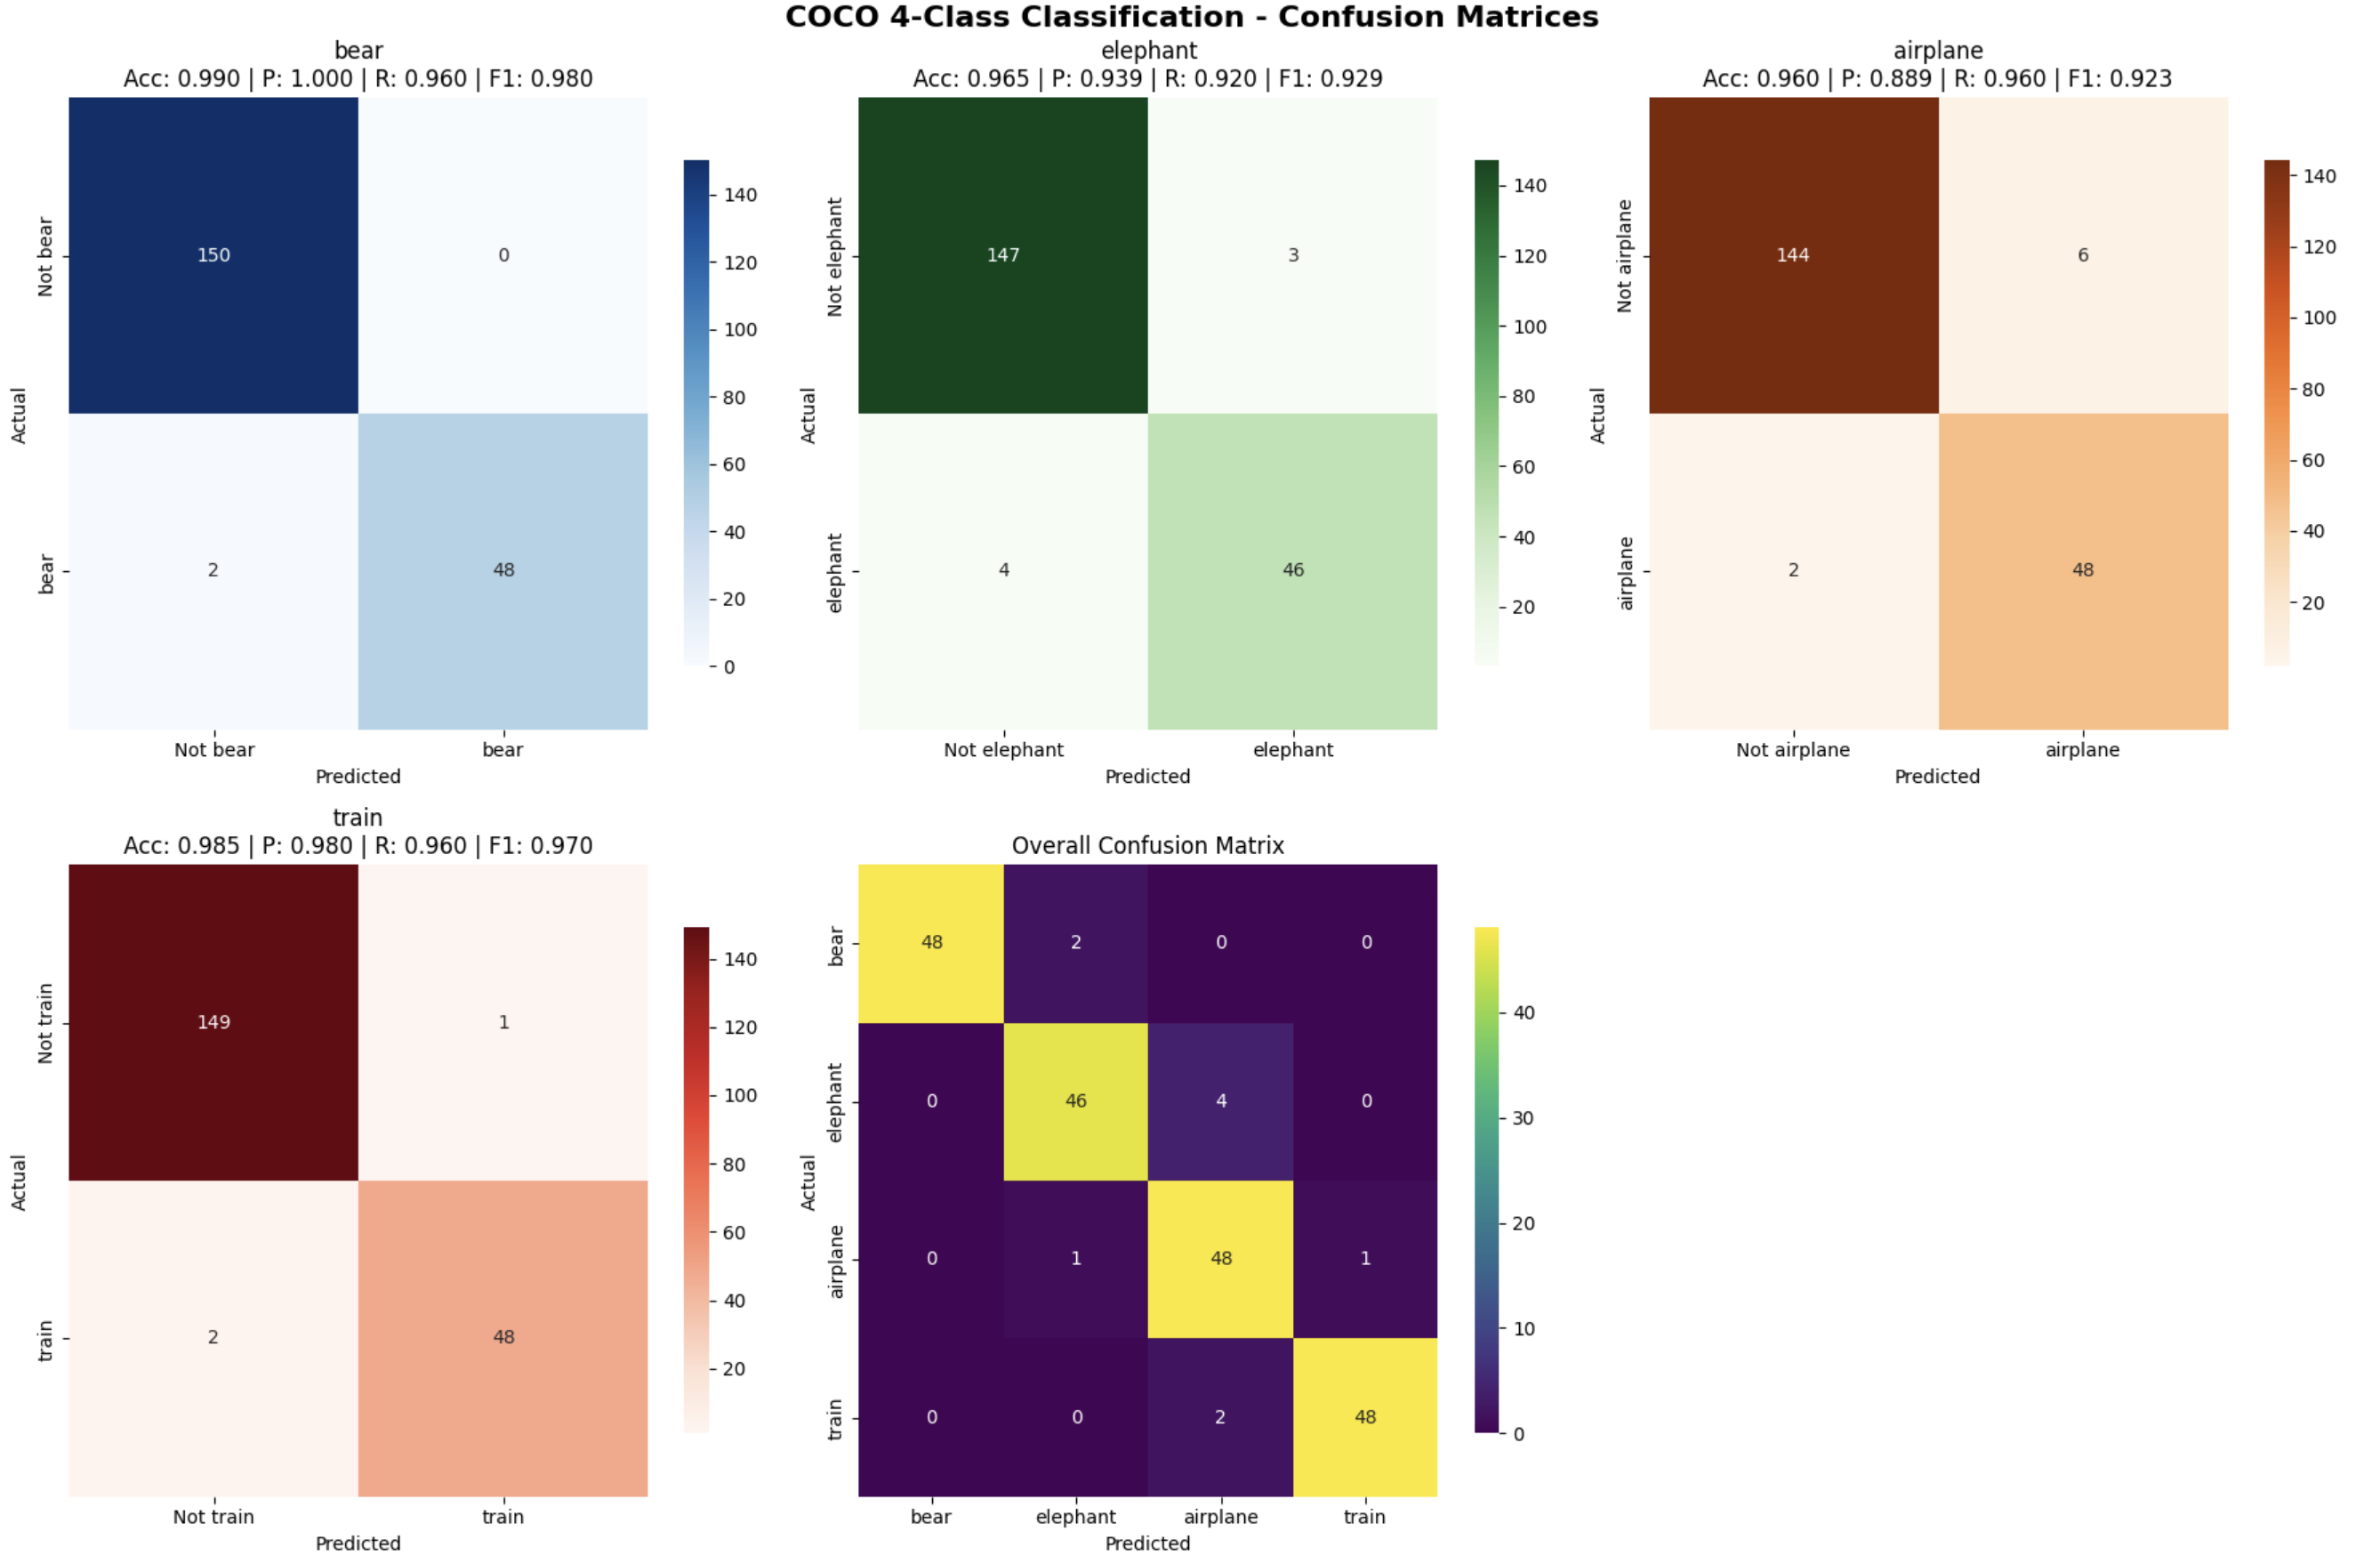 COCO 4-Class Classification - Confusion Matrices
bear
Acc: 0.990 | P: 1.000 | R: 0.960 | F1: 0.980
Actual
Not bear
bear
150
0
2
48
140
120
100
80
60
40
20
0
Not bear
bear
Predicted
elephant
Acc: 0.965 | P: 0.939 | R: 0.920 | F1: 0.929
Actual
Not elephant
elephant
147
3
4
46
140
120
100
80
60
40
20
Not elephant
elephant
Predicted
airplane
Acc: 0.960 | P: 0.889 | R: 0.960 | F1: 0.923
Actual
Not airplane
airplane
144
6
2
48
140
120
100
80
60
40
20
Not airplane
airplane
Predicted
train
Acc: 0.985 | P: 0.980 | R: 0.960 | F1: 0.970
Actual
Not train
train
149
1
2
48
140
120
100
80
60
40
20
Not train
train
Predicted
Overall Confusion Matrix
Actual
bear
48
2
0
0
elephant
0
46
4
0
airplane
0
1
48
1
train
0
0
2
48
40
30
20
10
0
bear
elephant
airplane
train
Predicted